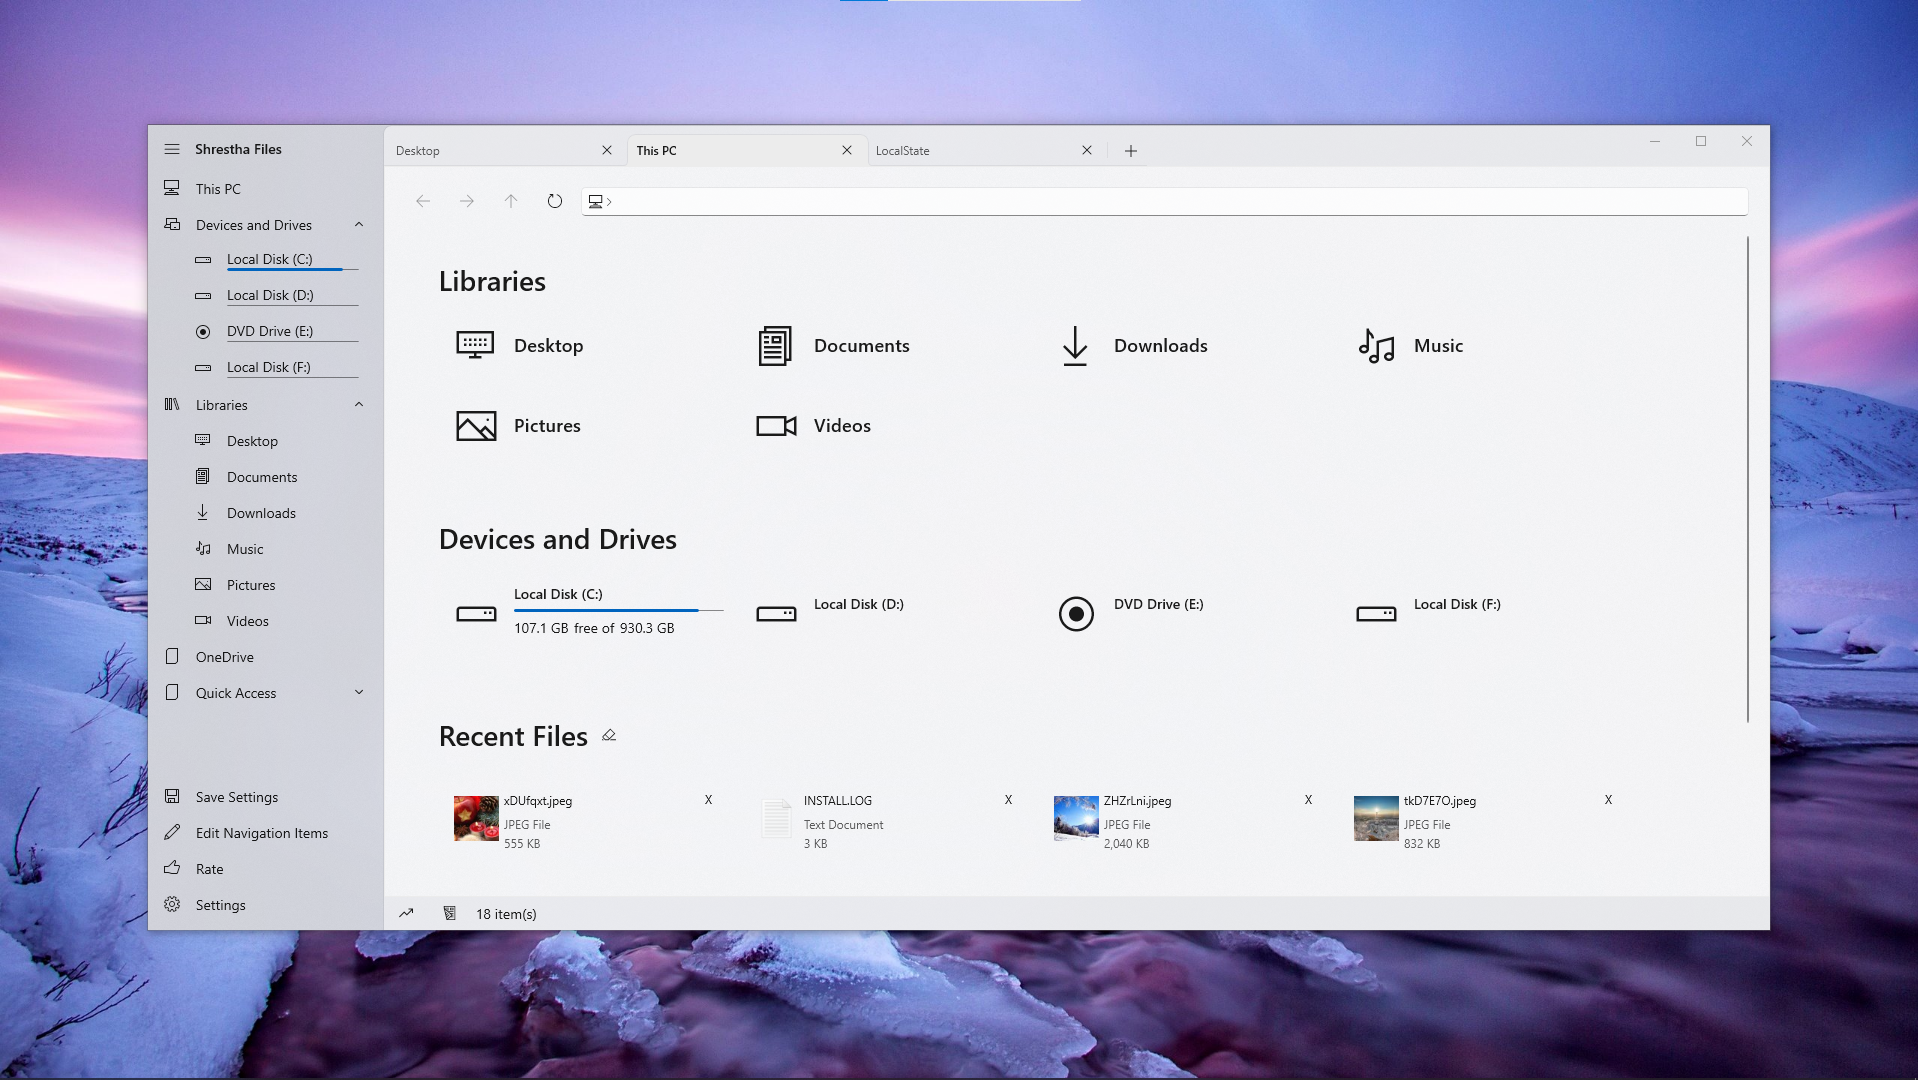 Shrestha Files
This PC
Devices and Drives
Local Disk (C:)
Local Disk (D:)
DVD Drive (E:)
Local Disk (F:)
Libraries
Desktop
Documents
Downloads
Music
Pictures
Videos
OneDrive
Quick Access
Save Settings
Edit Navigation Items
Rate
Settings
Desktop
This PC
LocalState
Libraries
Desktop
Documents
Downloads
Music
Pictures
Videos
Devices and Drives
Local Disk (C:)
107.1 GB free of 930.3 GB
Local Disk (D:)
DVD Drive (E:)
Local Disk (F:)
Recent Files
xDUfqxt.jpeg X
JPEG File
555 KB
INSTALL.LOG X
Text Document
3 KB
ZHZrLni.jpeg X
JPEG File
2,040 KB
tkD7E7O.jpeg X
JPEG File
832 KB
18 item(s)